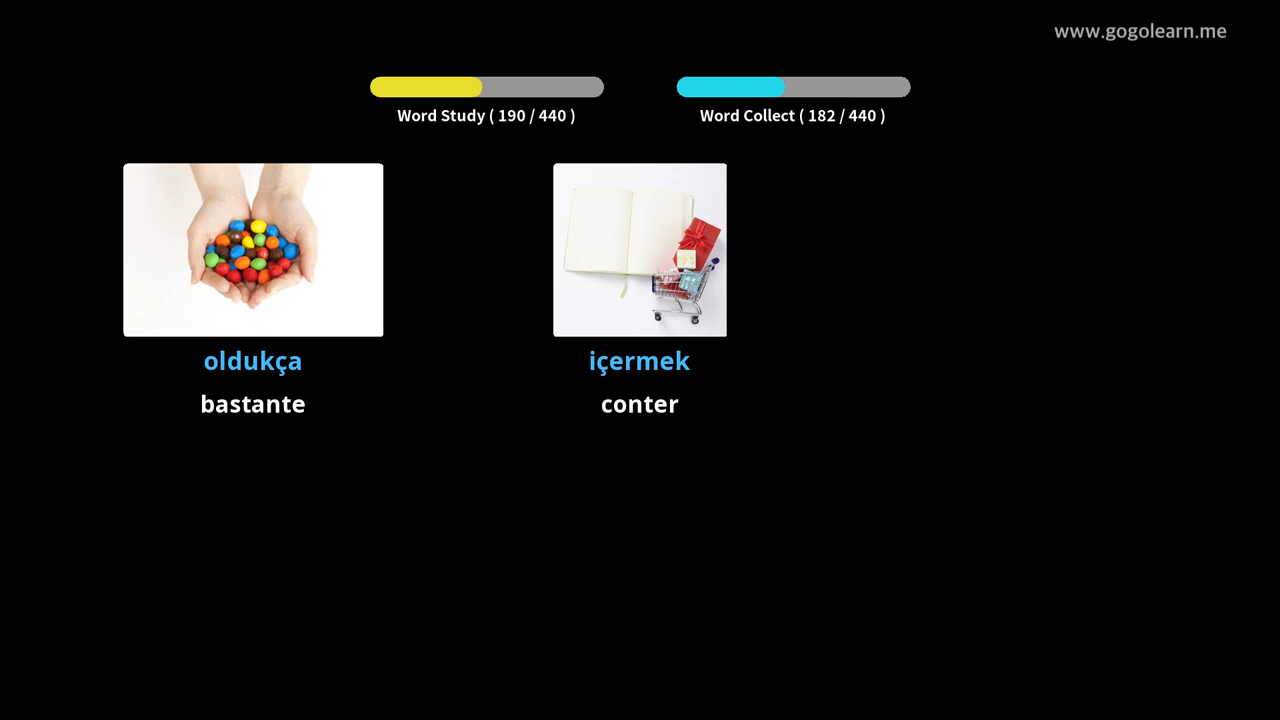 www.gogolearn.me
Word Study ( 190 / 440 )
Word Collect ( 182 / 440 )
oldukça
bastante
içermek
conter